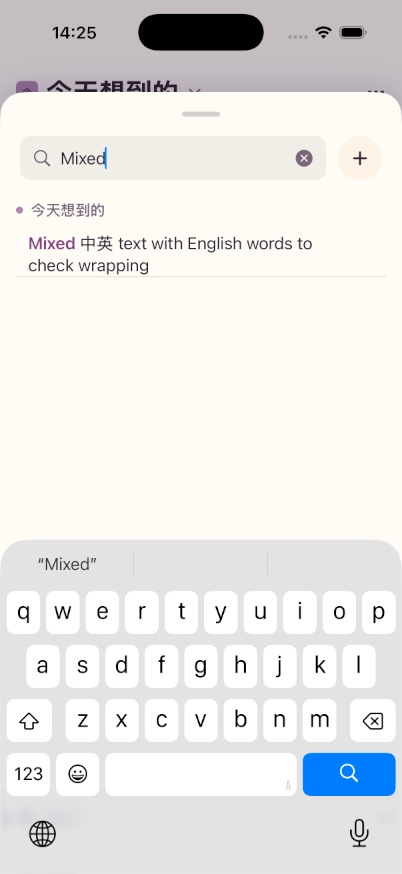 14:25
今天想到的
Mixed
今天想到的
Mixed 中英 text with English words to
check wrapping
“Mixed”
q w e r t y u i o p
a s d f g h j k l
z x c v b n m
123
A